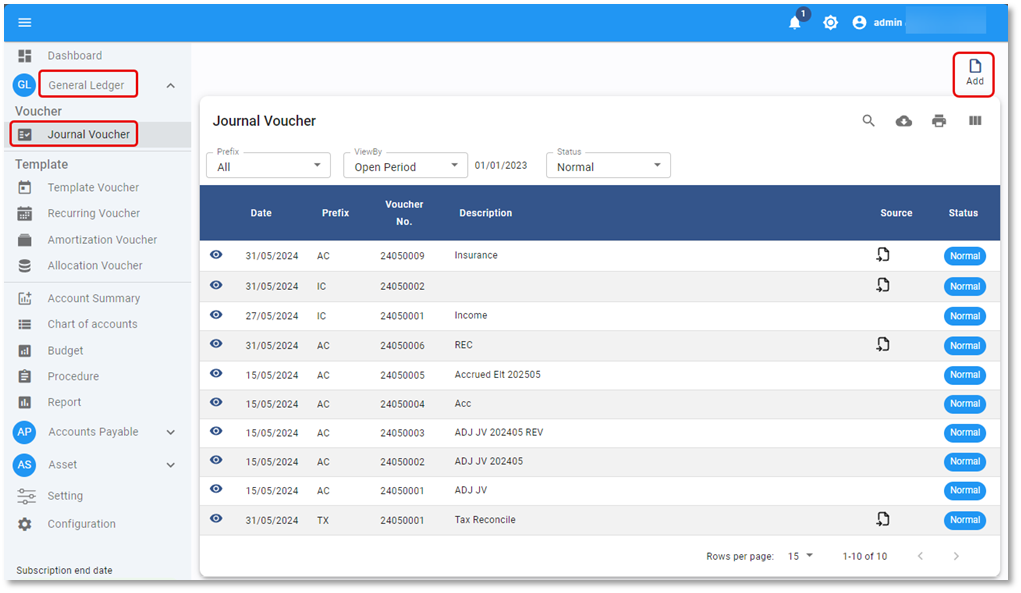 1
admin
Dashboard
GL General Ledger
Voucher
Journal Voucher
Template
Template Voucher
Recurring Voucher
Amortization Voucher
Allocation Voucher
Account Summary
Chart of accounts
Budget
Procedure
Report
AP Accounts Payable
AS Asset
Setting
Configuration
Subscription end date
Add
Journal Voucher
Prefix ViewBy Status
All Open Period 01/01/2023 Normal
Date Prefix Voucher No. Description Source Status
31/05/2024 AC 24050009 Insurance Normal
31/05/2024 IC 24050002 Normal
27/05/2024 IC 24050001 Income Normal
31/05/2024 AC 24050006 REC Normal
15/05/2024 AC 24050005 Accrued Elt 202505 Normal
15/05/2024 AC 24050004 Acc Normal
15/05/2024 AC 24050003 ADJ JV 202405 REV Normal
15/05/2024 AC 24050002 ADJ JV 202405 Normal
15/05/2024 AC 24050001 ADJ JV Normal
31/05/2024 TX 24050001 Tax Reconcile Normal
Rows per page: 15 1-10 of 10